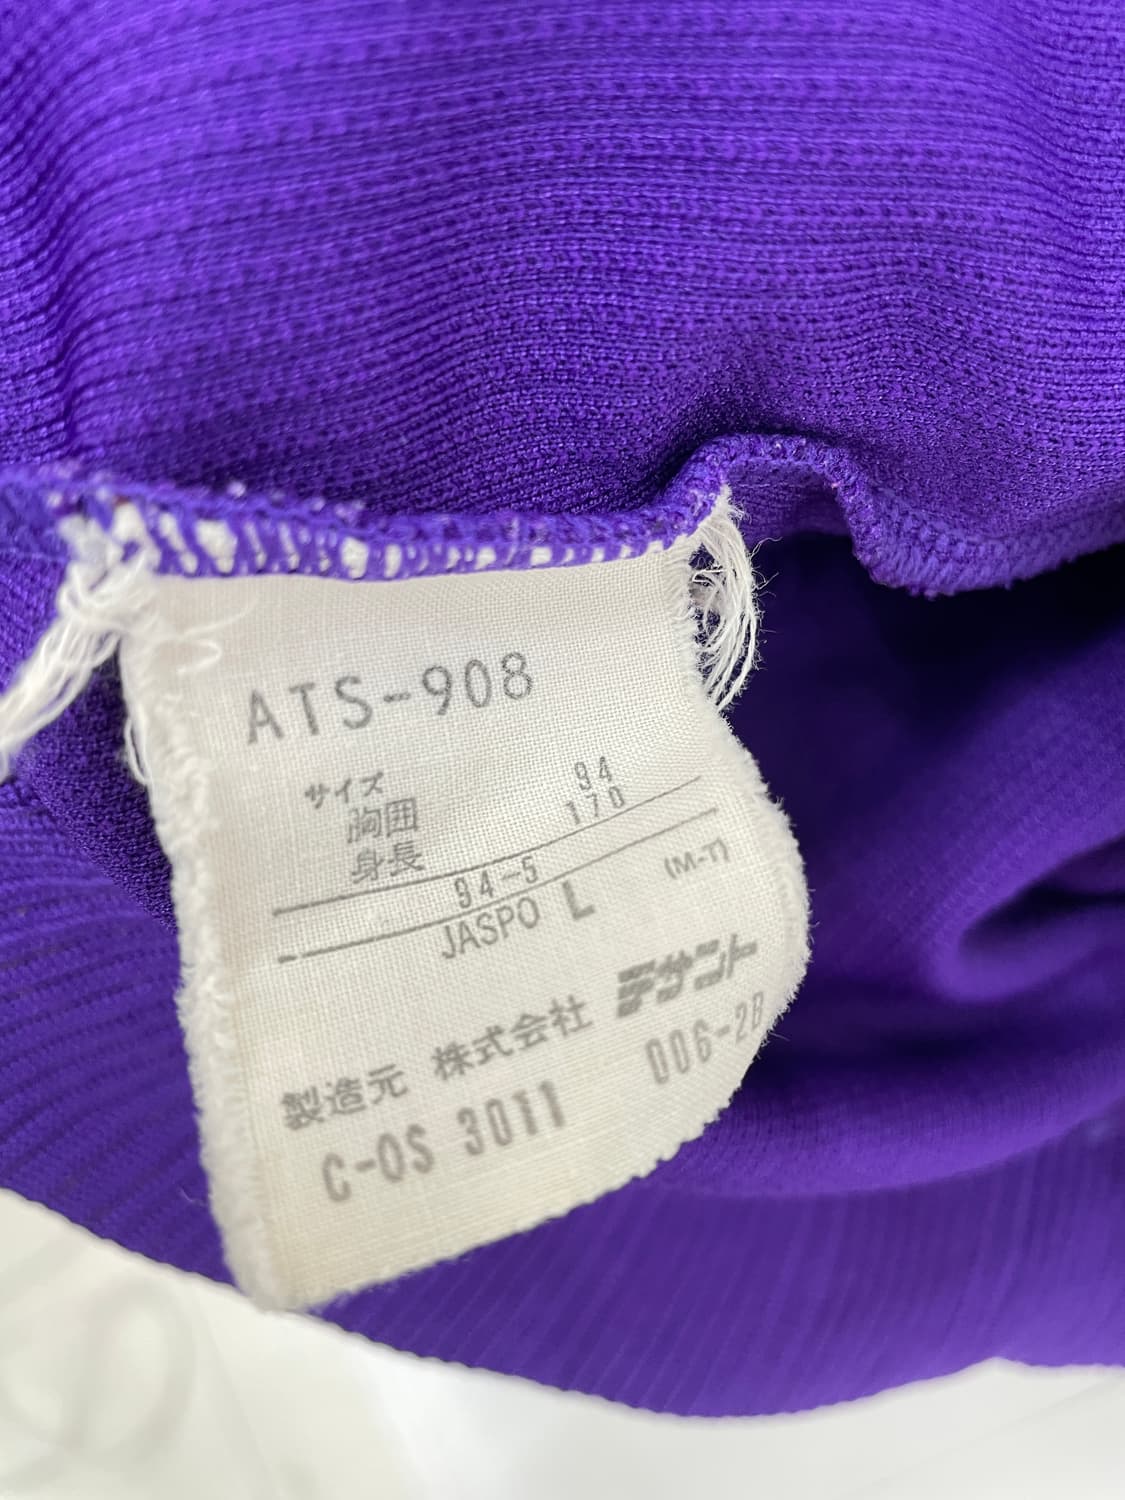 ATS-908
サイズ
胸囲 94
身長 170
94-5
JASPO L (M-T)
製造元 株式会社 デサント
C-OS 3011 006-2B